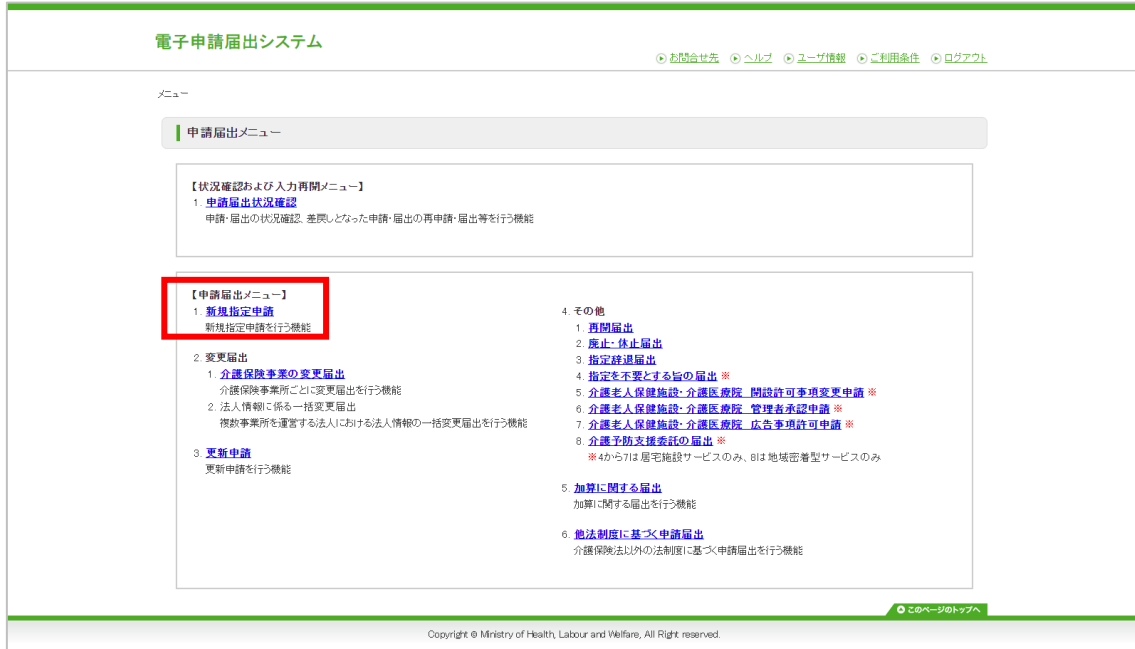 電子申請届出システム
お問合せ先 ヘルプ ユーザ情報 ご利用条件 ログアウト
メニュー
申請届出メニュー
【状況確認および入力再開メニュー】
1. 申請届出状況確認
申請・届出の状況確認、差戻しとなった申請・届出の再申請・届出等を行う機能
【申請届出メニュー】
1. 新規指定申請
新規指定申請を行う機能
2. 変更届出
1. 介護保険事業の変更届出
介護保険事業所ごとに変更届出を行う機能
2. 法人情報に係る一括変更届出
複数事業所を運営する法人における法人情報の一括変更届出を行う機能
3. 更新申請
更新申請を行う機能
4. その他
1. 再開届出
2. 廃止・休止届出
3. 指定辞退届出
4. 指定を不要とする旨の届出 ※
5. 介護老人保健施設・介護医療院 開設許可事項変更申請 ※
6. 介護老人保健施設・介護医療院 管理者承認申請 ※
7. 介護老人保健施設・介護医療院 広告事項許可申請 ※
8. 介護予防支援委託の届出 ※
※4から7は居宅施設サービスのみ、8は地域密着型サービスのみ
5. 加算に関する届出
加算に関する届出を行う機能
6. 他法制度に基づく申請届出
介護保険法以外の法制度に基づく申請届出を行う機能
このページのトップへ
Copyright © Ministry of Health, Labour and Welfare, All Right reserved.